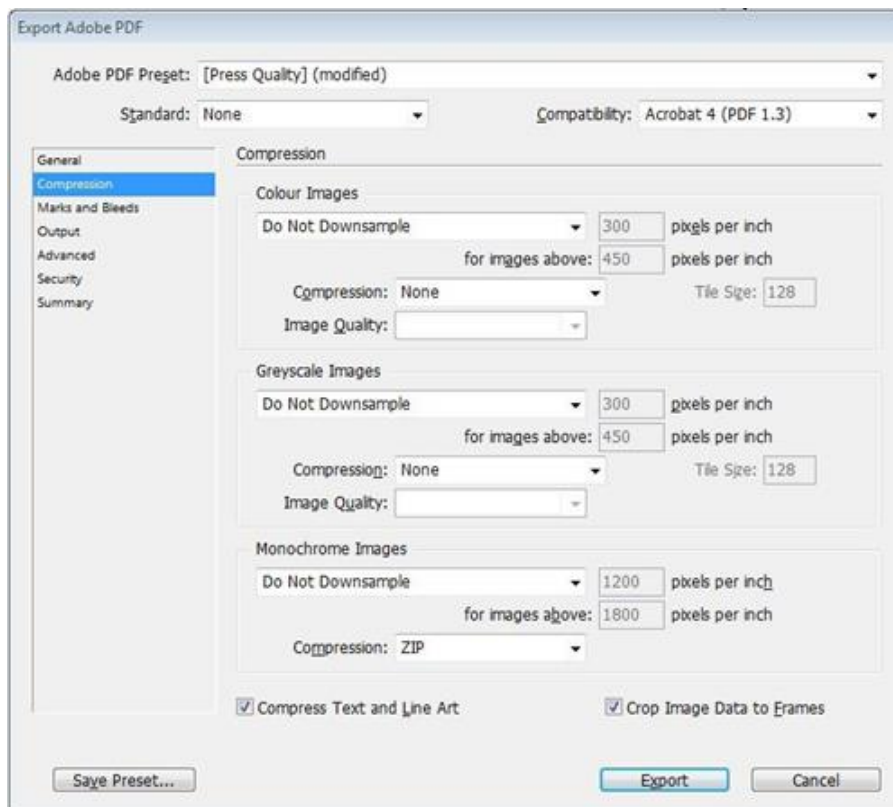 Export Adobe PDF
Adobe PDF Preset: [Press Quality] (modified)
Standard: None Compatibility: Acrobat 4 (PDF 1.3)
General
Compression
Marks and Bleeds
Output
Advanced
Security
Summary
Compression
Colour Images
Do Not Downsample 300 pixels per inch
for images above: 450 pixels per inch
Compression: None Tile Size: 128
Image Quality:
Greyscale Images
Do Not Downsample 300 pixels per inch
for images above: 450 pixels per inch
Compression: None Tile Size: 128
Image Quality:
Monochrome Images
Do Not Downsample 1200 pixels per inch
for images above: 1800 pixels per inch
Compression: ZIP
Compress Text and Line Art Crop Image Data to Frames
Save Preset... Export Cancel